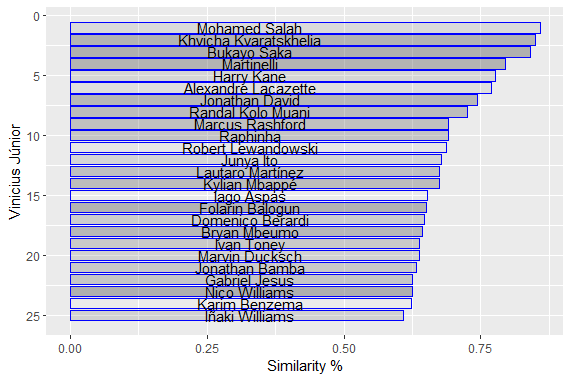 0
5
10
15
20
25
Vinicius Júnior
Mohamed Salah
Khvicha Kvaratskhelia
Bukayo Saka
Martinelli
Harry Kane
Alexandre Lacazette
Jonathan David
Randal Kolo Muani
Marcus Rashford
Raphinha
Robert Lewandowski
Junya Ito
Lautaro Martínez
Kylian Mbappé
Iago Aspas
Folarin Balogun
Domenico Berardi
Bryan Mbeumo
Ivan Toney
Marvin Ducksch
Jonathan Bamba
Gabriel Jesus
Nico Williams
Karim Benzema
Iñaki Williams
0.00 0.25 0.50 0.75
Similarity %